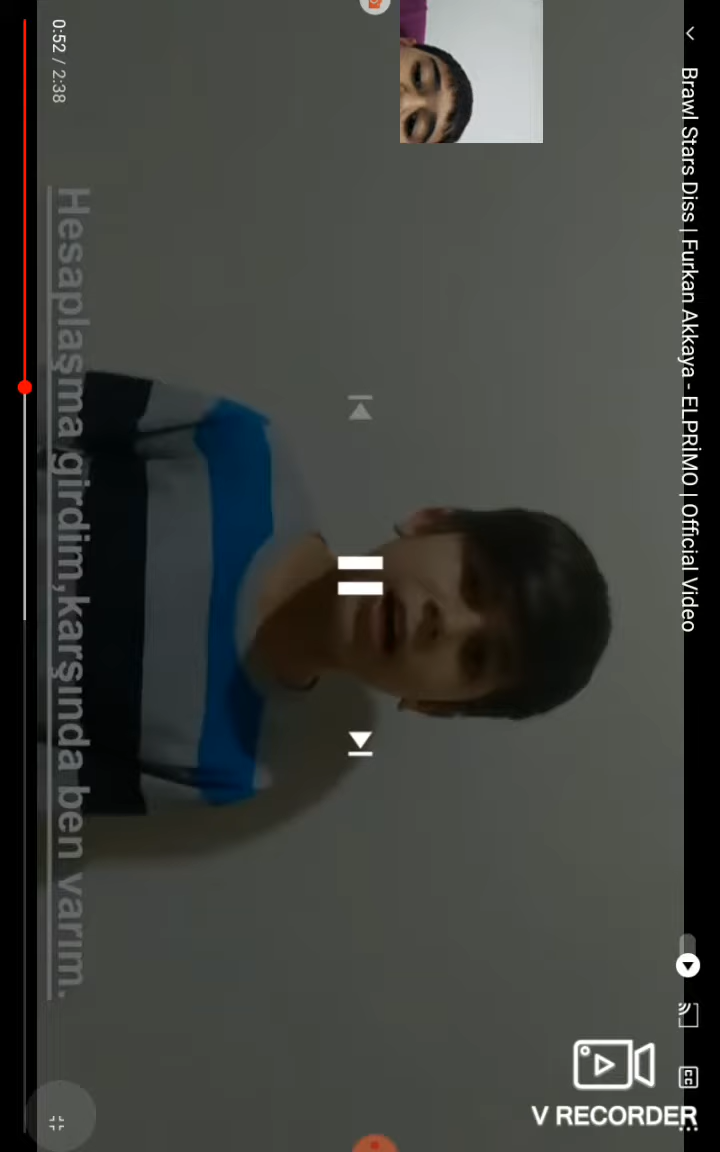 Brawl Stars Diss | Furkan Akkaya - ELPRİMO | Official Video
CC
Hesaplaşma girdim,karşında ben varım.
0:52 / 2:38
V RECORDER